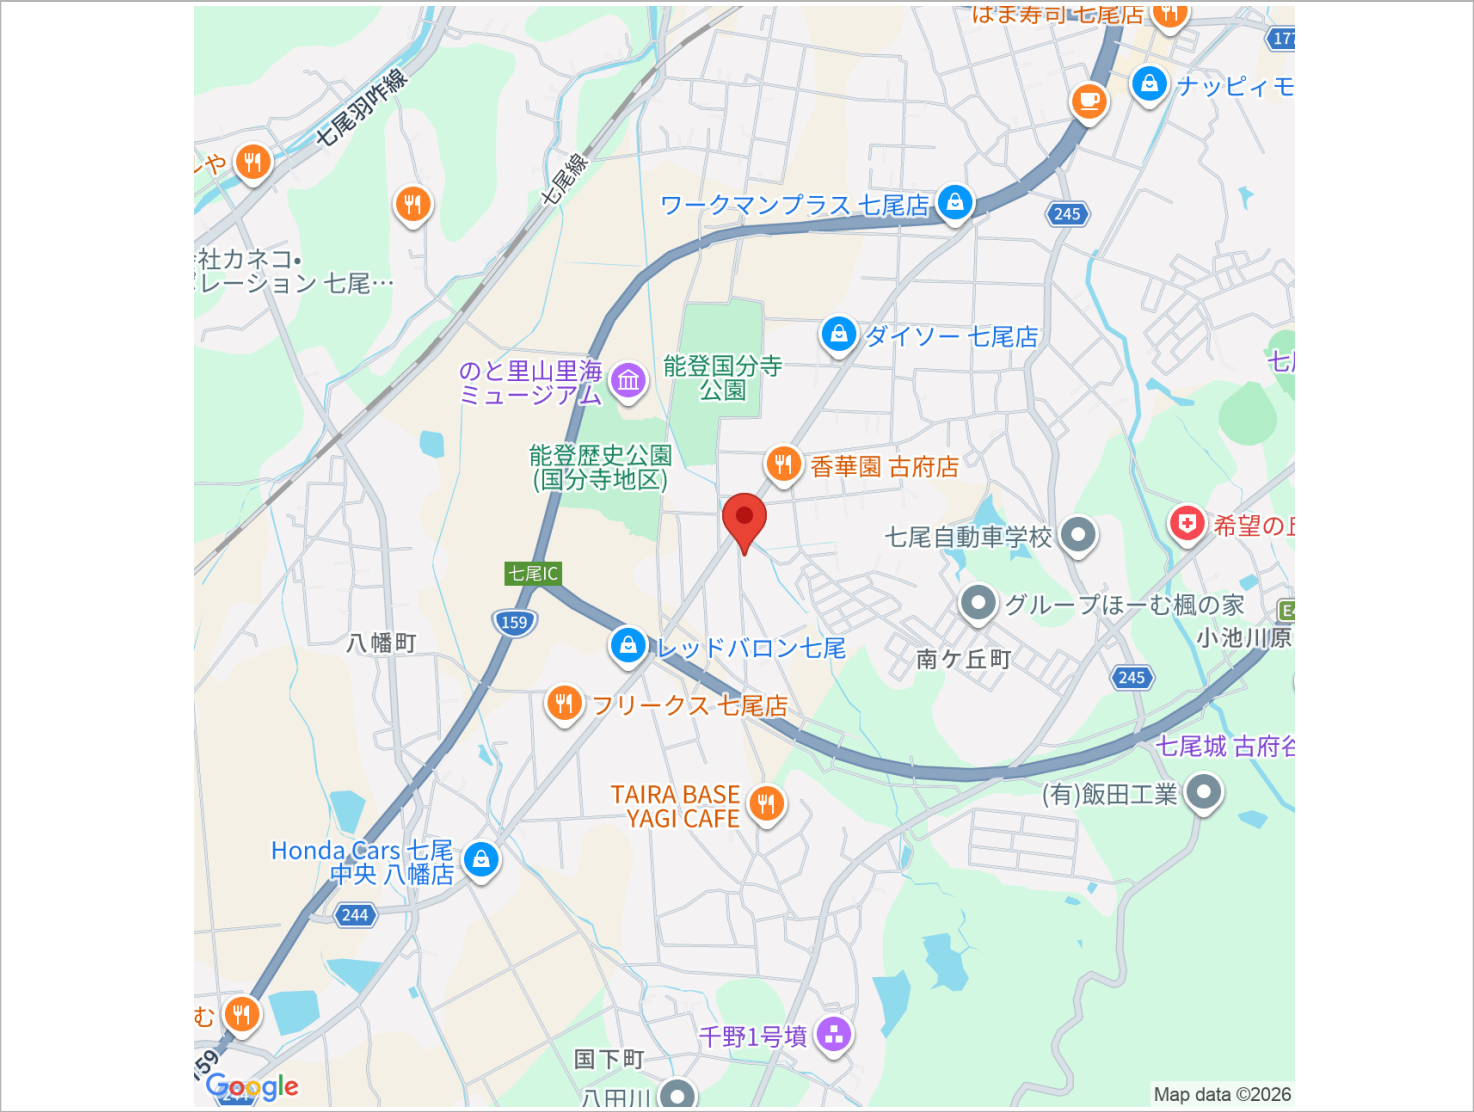 はま寿司 七尾店
177
ナッピィモ
七尾羽咋線
七尾線
ワークマンプラス 七尾店
245
社カネコ•
レーション 七尾…
ダイソー 七尾店
のと里山里海
ミュージアム
能登国分寺
公園
能登歴史公園
(国分寺地区)
香華園 古府店
七尾自動車学校
希望の丘
七尾IC
グループほーむ楓の家
159
小池川原
八幡町
レッドバロン七尾
南ケ丘町
245
フリークス 七尾店
七尾城 古府谷
(有)飯田工業
TAIRA BASE
YAGI CAFE
Honda Cars 七尾
中央 八幡店
244
む
千野1号墳
国下町
159
八田川
Google
244
Map data ©2026